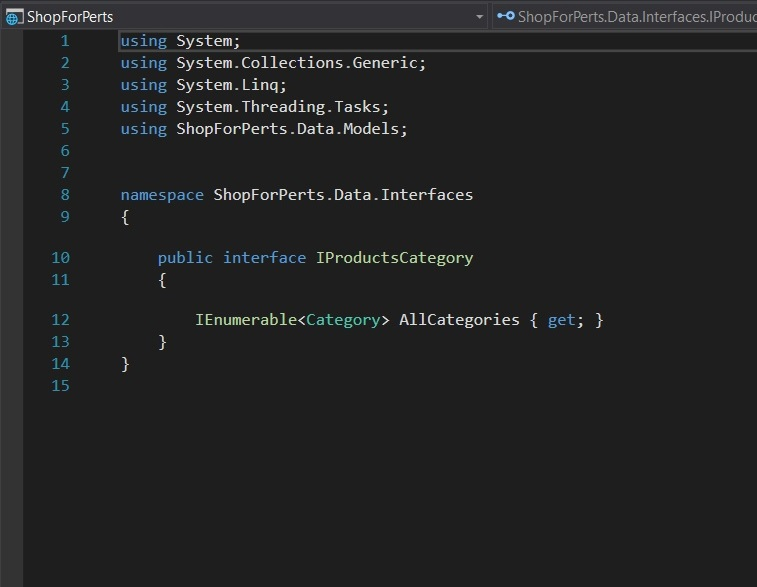 ShopForPerts ShopForPerts.Data.Interfaces.IProduc
1 using System;
2 using System.Collections.Generic;
3 using System.Linq;
4 using System.Threading.Tasks;
5 using ShopForPerts.Data.Models;
6
7
8 namespace ShopForPerts.Data.Interfaces
9 {
10 public interface IProductsCategory
11 {
12 IEnumerable<Category> AllCategories { get; }
13 }
14 }
15